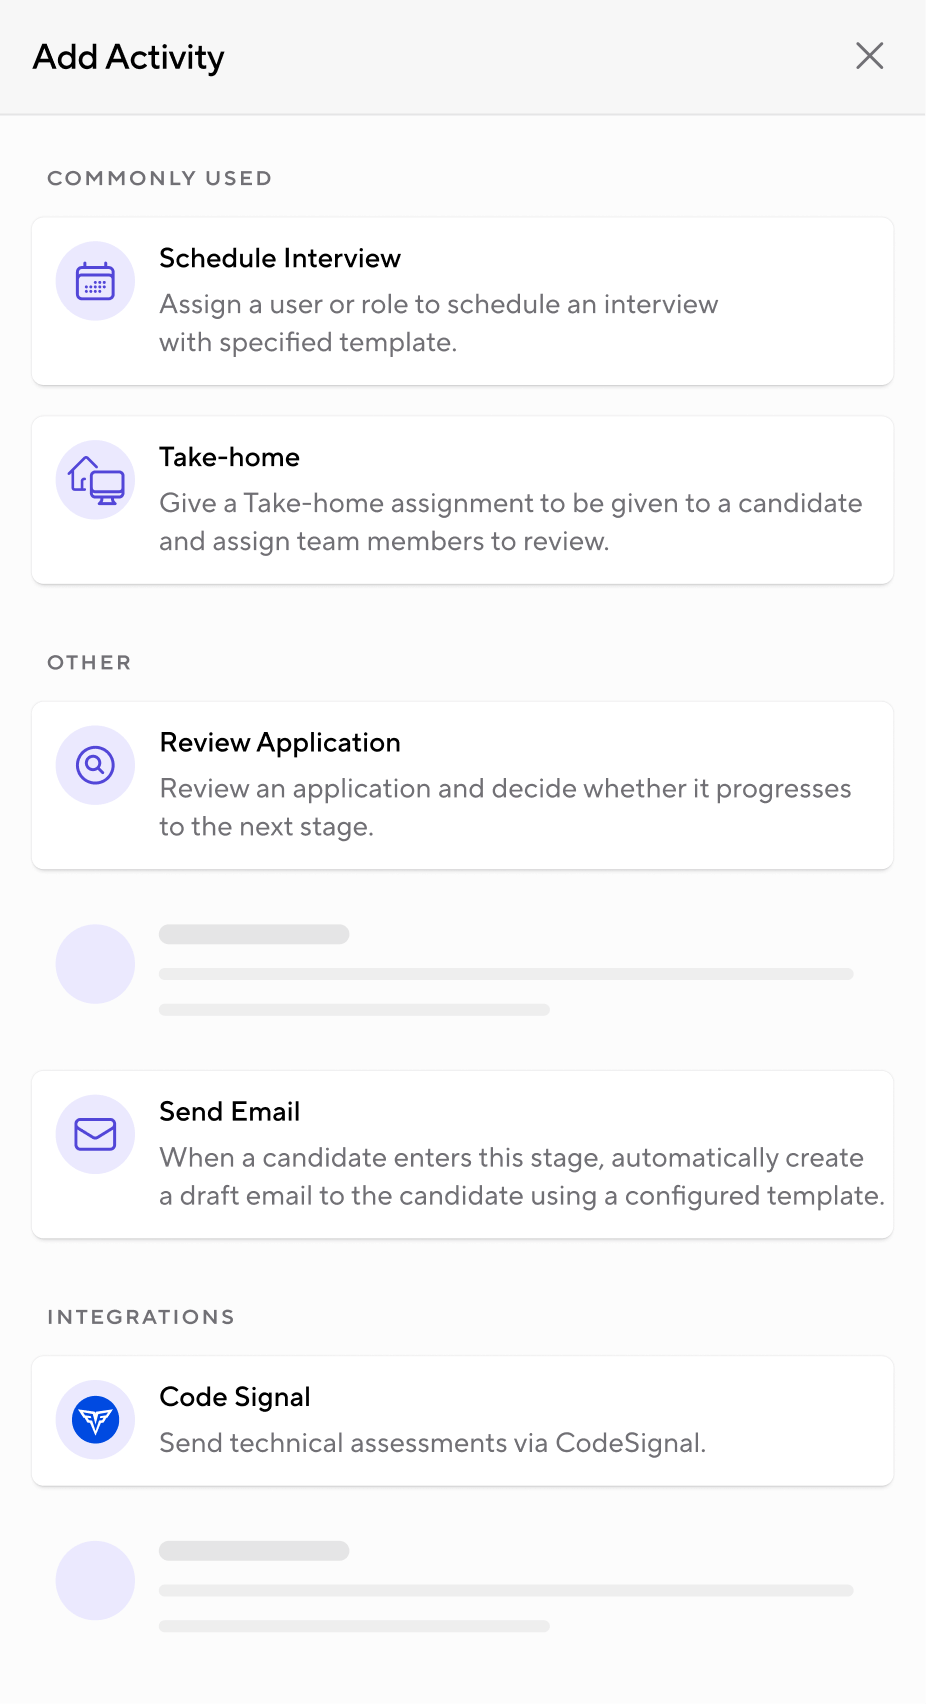 Add Activity
COMMONLY USED
Schedule Interview
Assign a user or role to schedule an interview
with specified template.
Take-home
Give a Take-home assignment to be given to a candidate
and assign team members to review.
OTHER
Review Application
Review an application and decide whether it progresses
to the next stage.
Send Email
When a candidate enters this stage, automatically create
a draft email to the candidate using a configured template.
INTEGRATIONS
Code Signal
Send technical assessments via CodeSignal.